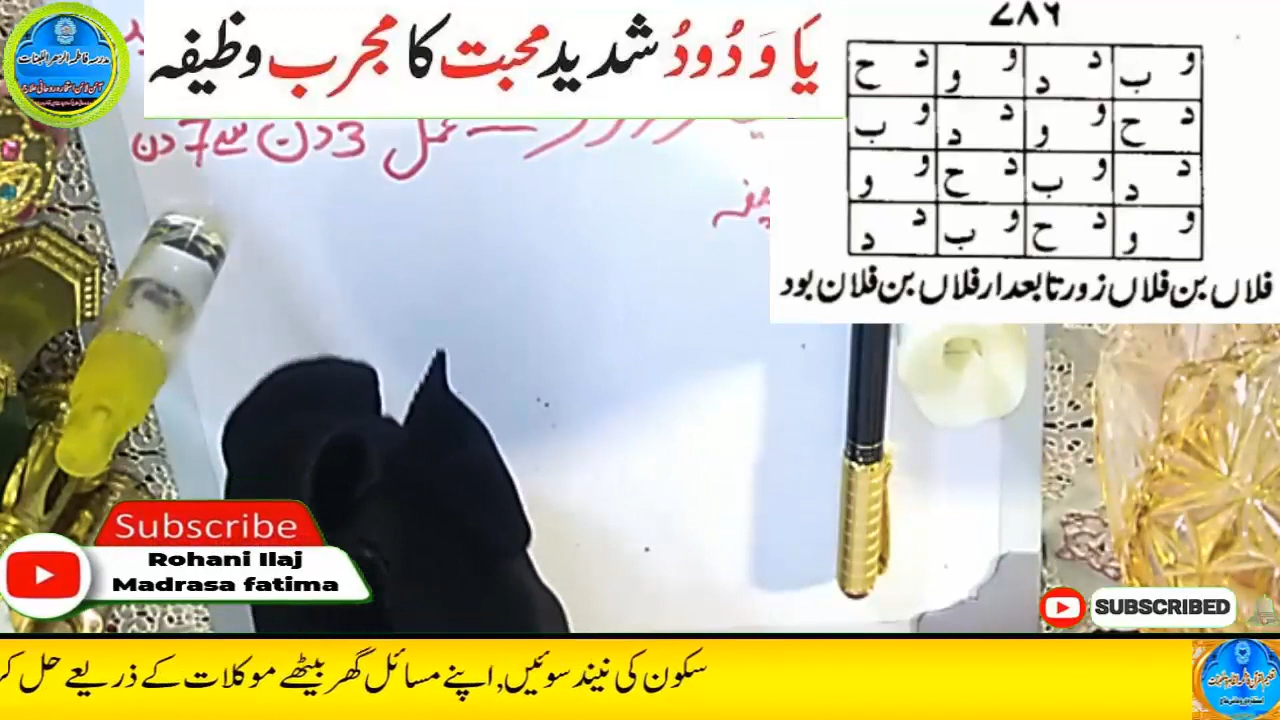 یَا وَدُودُ شدید محبت کا مجرب وظیفہ
۷۸۶
و ب د د و و د ح
د ح و و د د و ب
د د و ب د ح و و
و و د ح و ب د د
فلاں بن فلاں زور تابعدار فلاں بن فلان بود
عمل 3 دن سے 7 دن
Subscribe
Rohani Ilaj
Madrasa fatima
SUBSCRIBED
سکون کی نیند سوئیں, اپنے مسائل گھر بیٹھے موکلات کے ذریعے حل